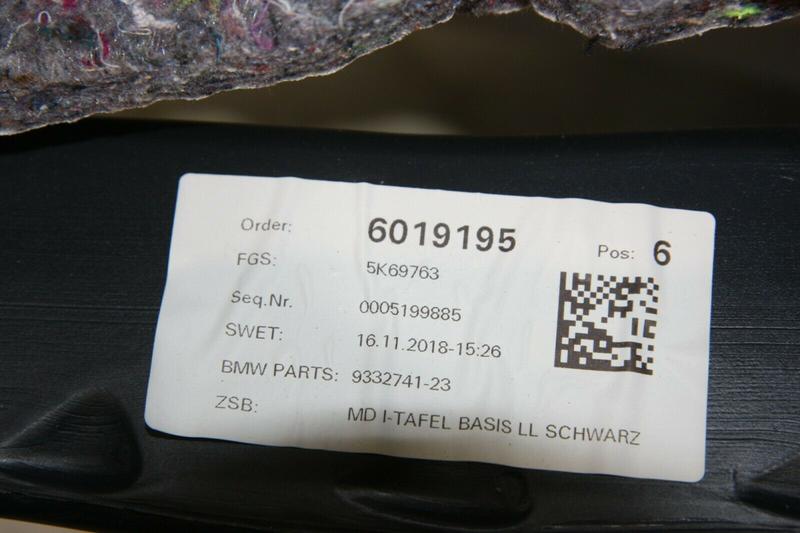 Order: 6019195 Pos: 6
FGS: 5K69763
Seq.Nr. 0005199885
SWET: 16.11.2018-15:26
BMW PARTS: 9332741-23
ZSB: MD I-TAFEL BASIS LL SCHWARZ